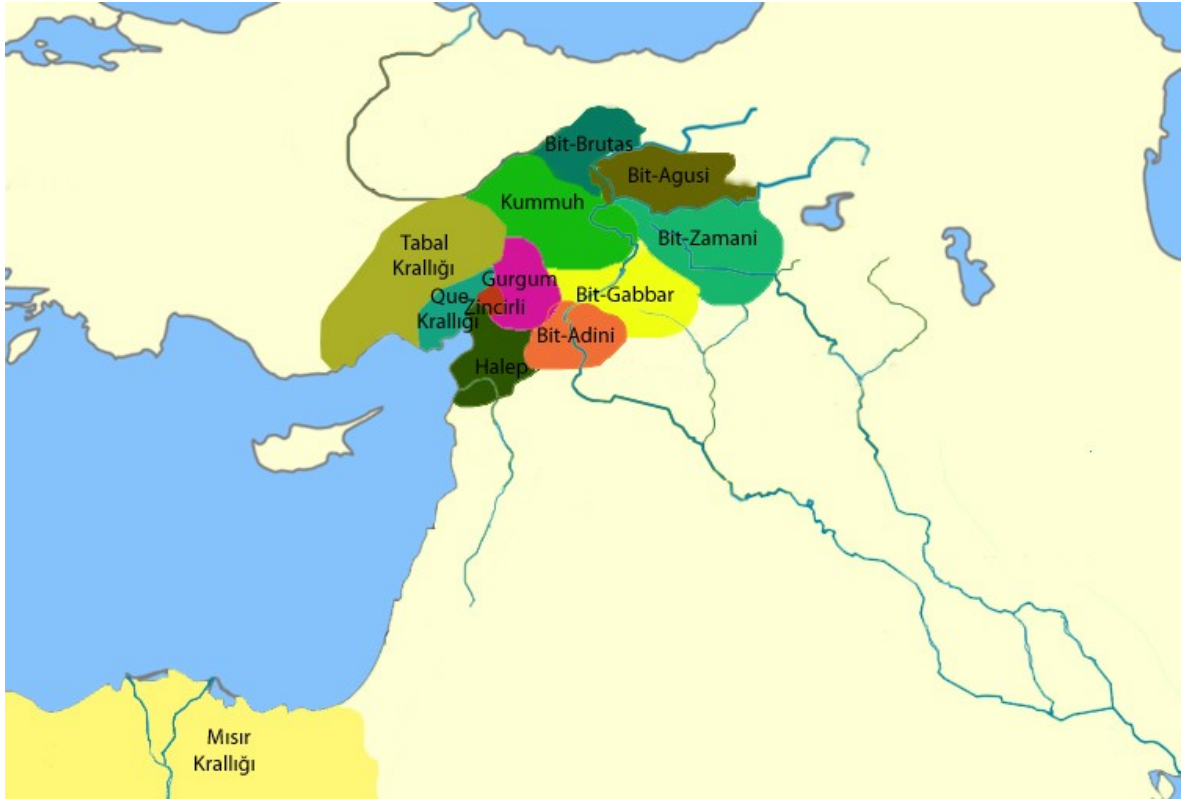 Bit-Brutas
Bit-Agusi
Kummuh
Bit-Zamani
Tabal
Krallığı
Gurgum
Bit-Gabbar
Que
Krallığı
Zincirli
Bit-Adini
Halep
Mısır
Krallığı